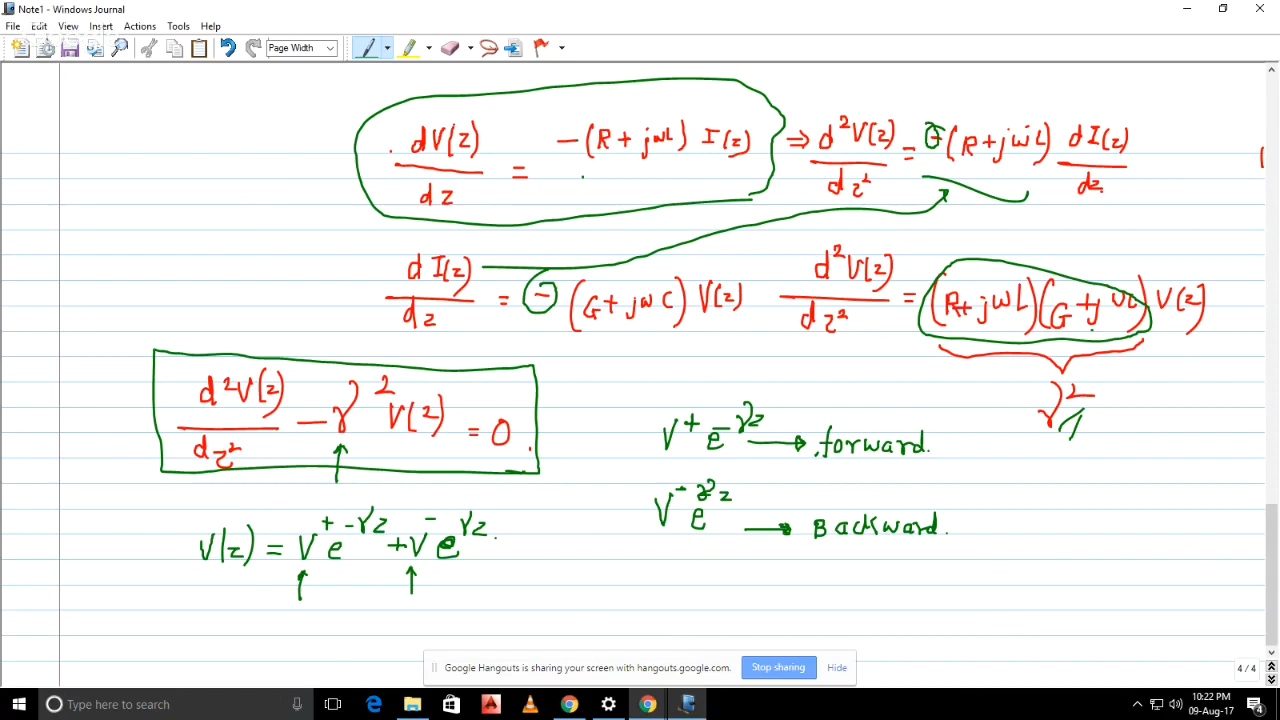 Note1 - Windows Journal
File Edit View Insert Actions Tools Help
Page Width
dV(z)/dz = -(R + jωL) I(z) ⇒ d²V(z)/dz² = -(R + jωL) dI(z)/dz
dI(z)/dz = -(G + jωC) V(z) d²V(z)/dz² = (R + jωL)(G + jωC) V(z)
γ²
d²V(z)/dz² - γ² V(z) = 0.
V⁺ e^-γz → forward.
V⁻ e^γz → Backward.
V(z) = V⁺ e^-γz + V⁻ e^γz.
Google Hangouts is sharing your screen with hangouts.google.com. Stop sharing Hide
4 / 4
Type here to search
10:22 PM
09-Aug-17
4